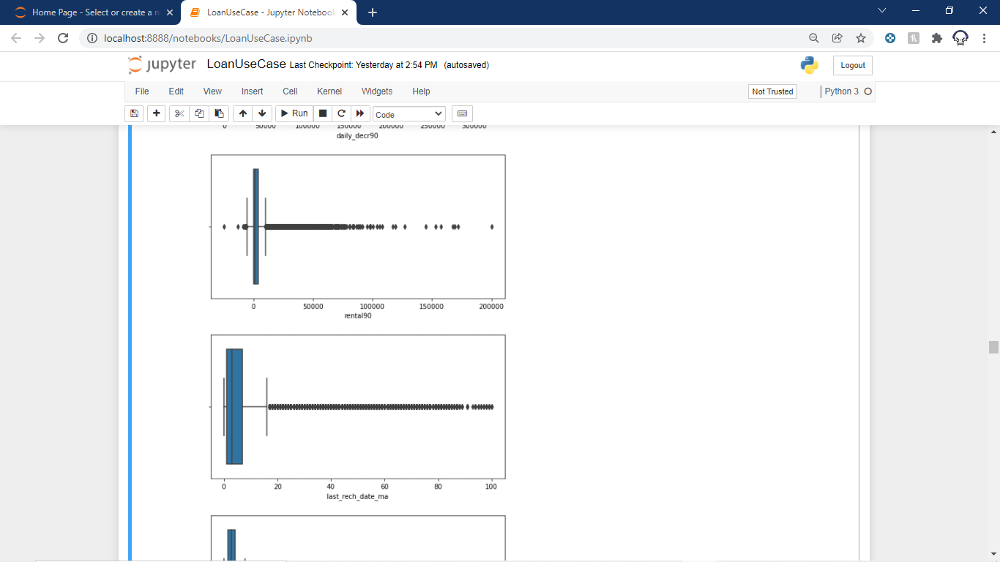 Home Page - Select or create a n
LoanUseCase - Jupyter Notebook
localhost:8888/notebooks/LoanUseCase.ipynb
jupyter LoanUseCase Last Checkpoint: Yesterday at 2:54 PM (autosaved)
Logout
File Edit View Insert Cell Kernel Widgets Help
Not Trusted
Python 3
Run
Code
0 50000 100000 150000 200000 250000 300000
daily_decr90
0 50000 100000 150000 200000
rental90
0 20 40 60 80 100
last_rech_date_ma